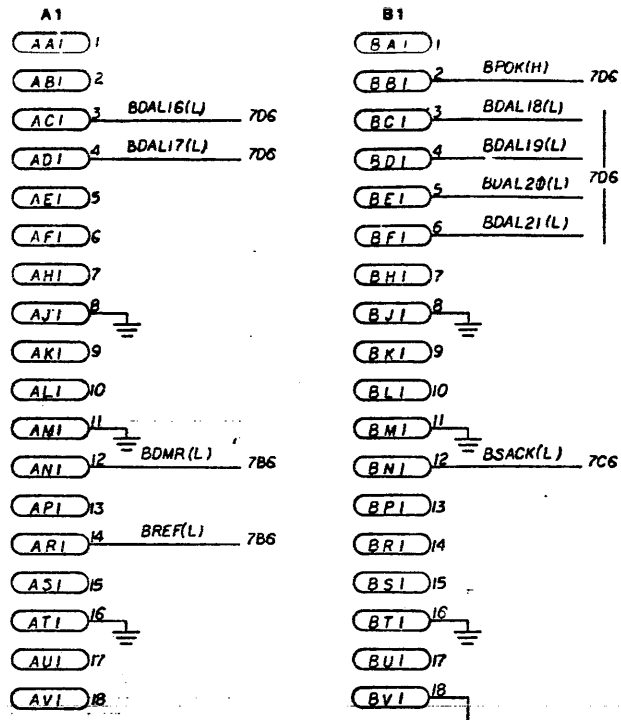 A1
AA1 1
AB1 2
AC1 3 BDAL16(L) 7D6
AD1 4 BDAL17(L) 7D6
AE1 5
AF1 6
AH1 7
AJ1 8
AK1 9
AL1 10
AM1 11
AN1 12 BDMR(L) 7B6
AP1 13
AR1 14 BREF(L) 7B6
AS1 15
AT1 16
AU1 17
AV1 18
B1
BA1 1
BB1 2 BPOK(H) 7D6
BC1 3 BDAL18(L)
BD1 4 BDAL19(L)
7D6
BE1 5 BUAL20(L)
BF1 6 BDAL21(L)
BH1 7
BJ1 8
BK1 9
BL1 10
BM1 11
BN1 12 BSACK(L) 7C6
BP1 13
BR1 14
BS1 15
BT1 16
BU1 17
BV1 18